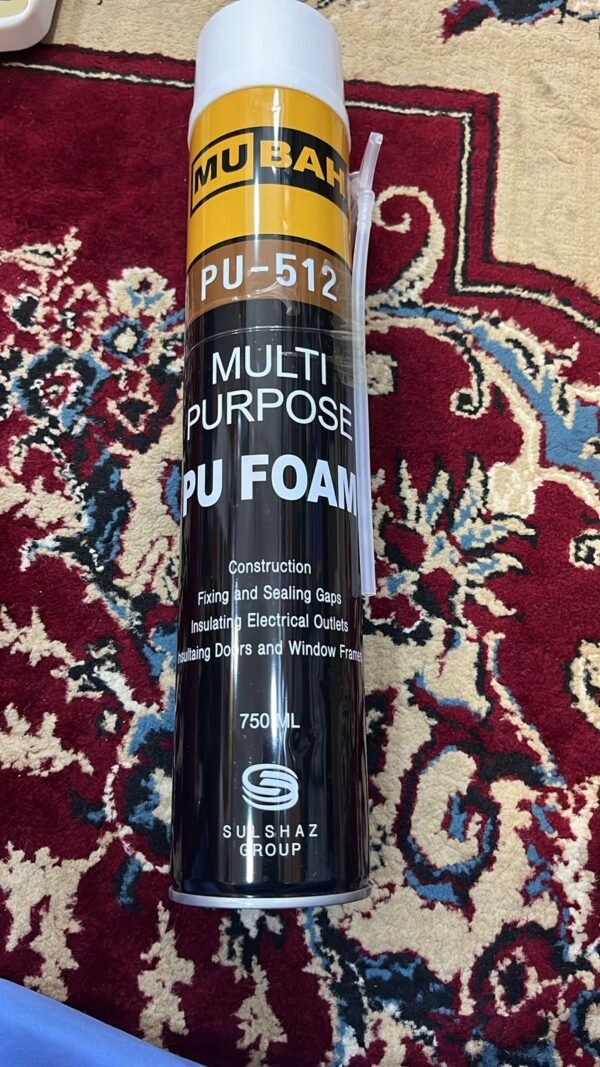 MUBAH
PU-512
MULTI
PURPOSE
PU FOAM
Construction
Fixing and Sealing Gaps
Insulating Electrical Outlets
Insultaing Doors and Window Frames
750 ML
SULSHAZ
GROUP